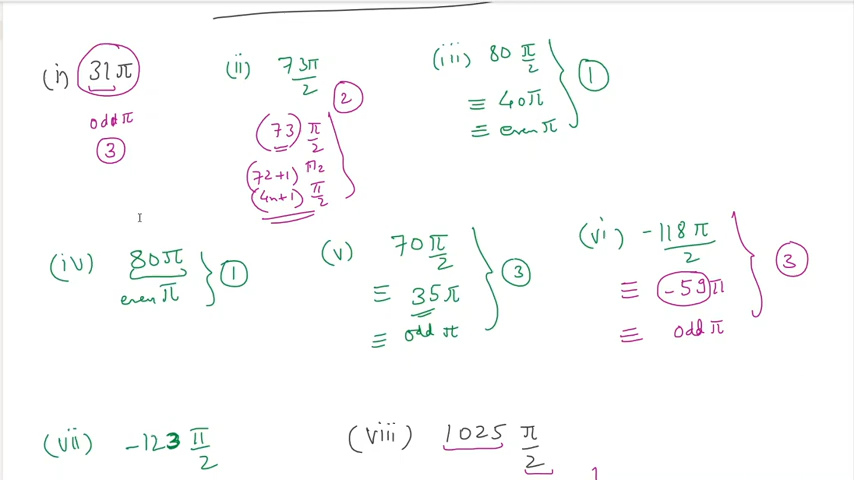 (i) 31π
odd π
3
(ii) 73π/2
2
(73) π/2
(72+1) π/2
(4n+1) π/2
(iii) 80 π/2
≡ 40π
≡ even π
1
(iv) 80π
even π
1
(v) 70 π/2
≡ 35π
≡ odd π
3
(vi) -118π/2
≡ -59π
≡ odd π
3
(vii) -123 π/2
(viii) 1025 π/2